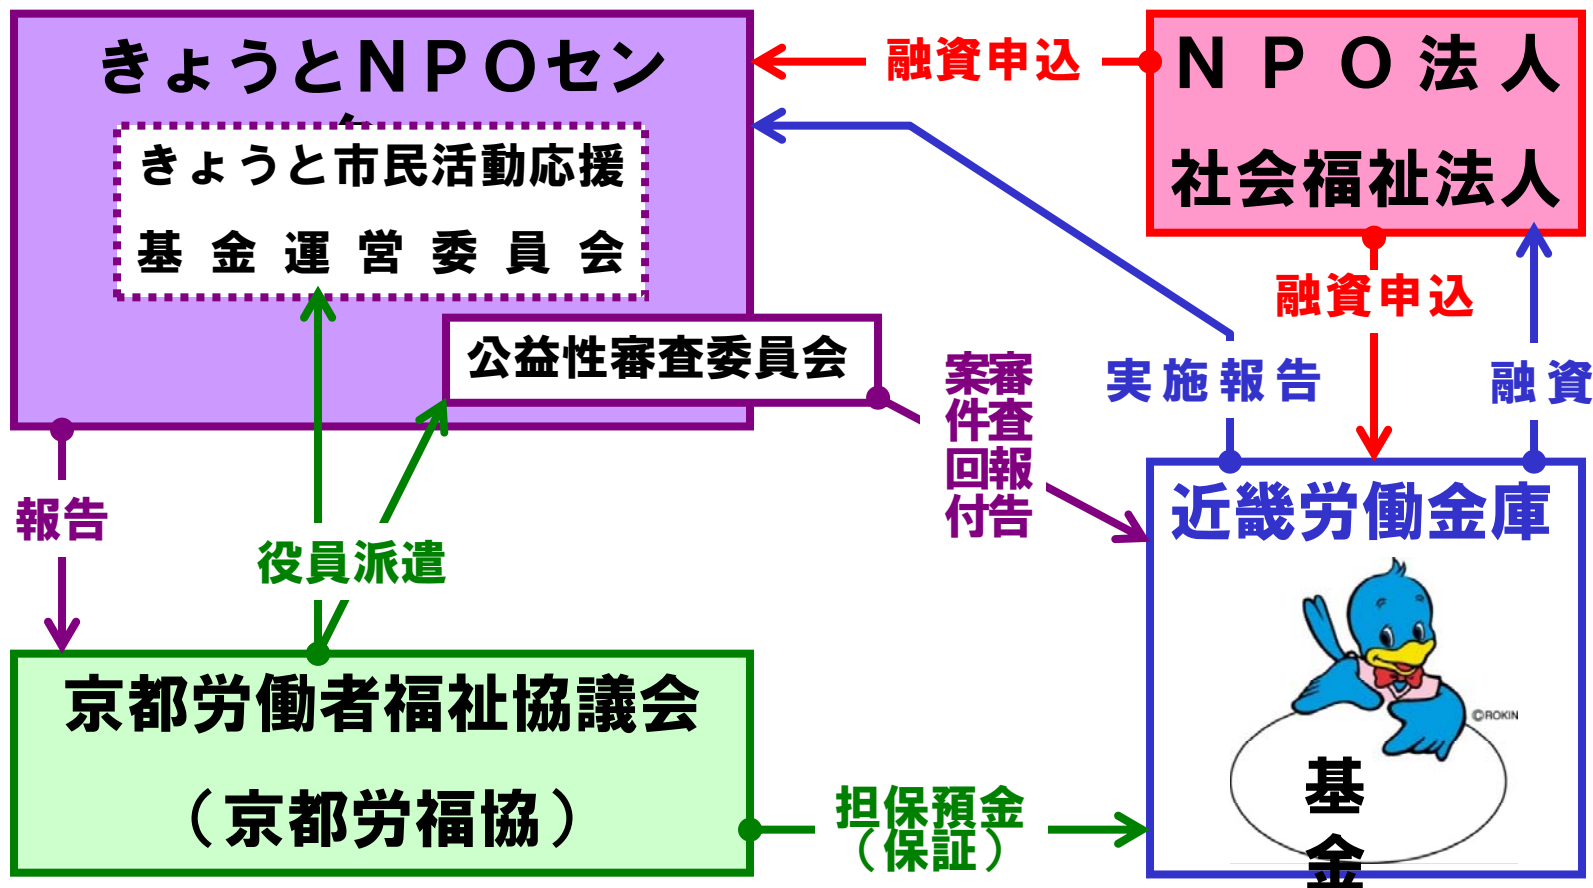 きょうとＮＰＯセン
きょうと市民活動応援
基金運営委員会
公益性審査委員会
融資申込
ＮＰＯ法人
社会福祉法人
融資申込
実施報告
融資
審査報告
案件回付
報告
役員派遣
近畿労働金庫
©ROKIN
基
金
京都労働者福祉協議会
（京都労福協）
担保預金
（保証）